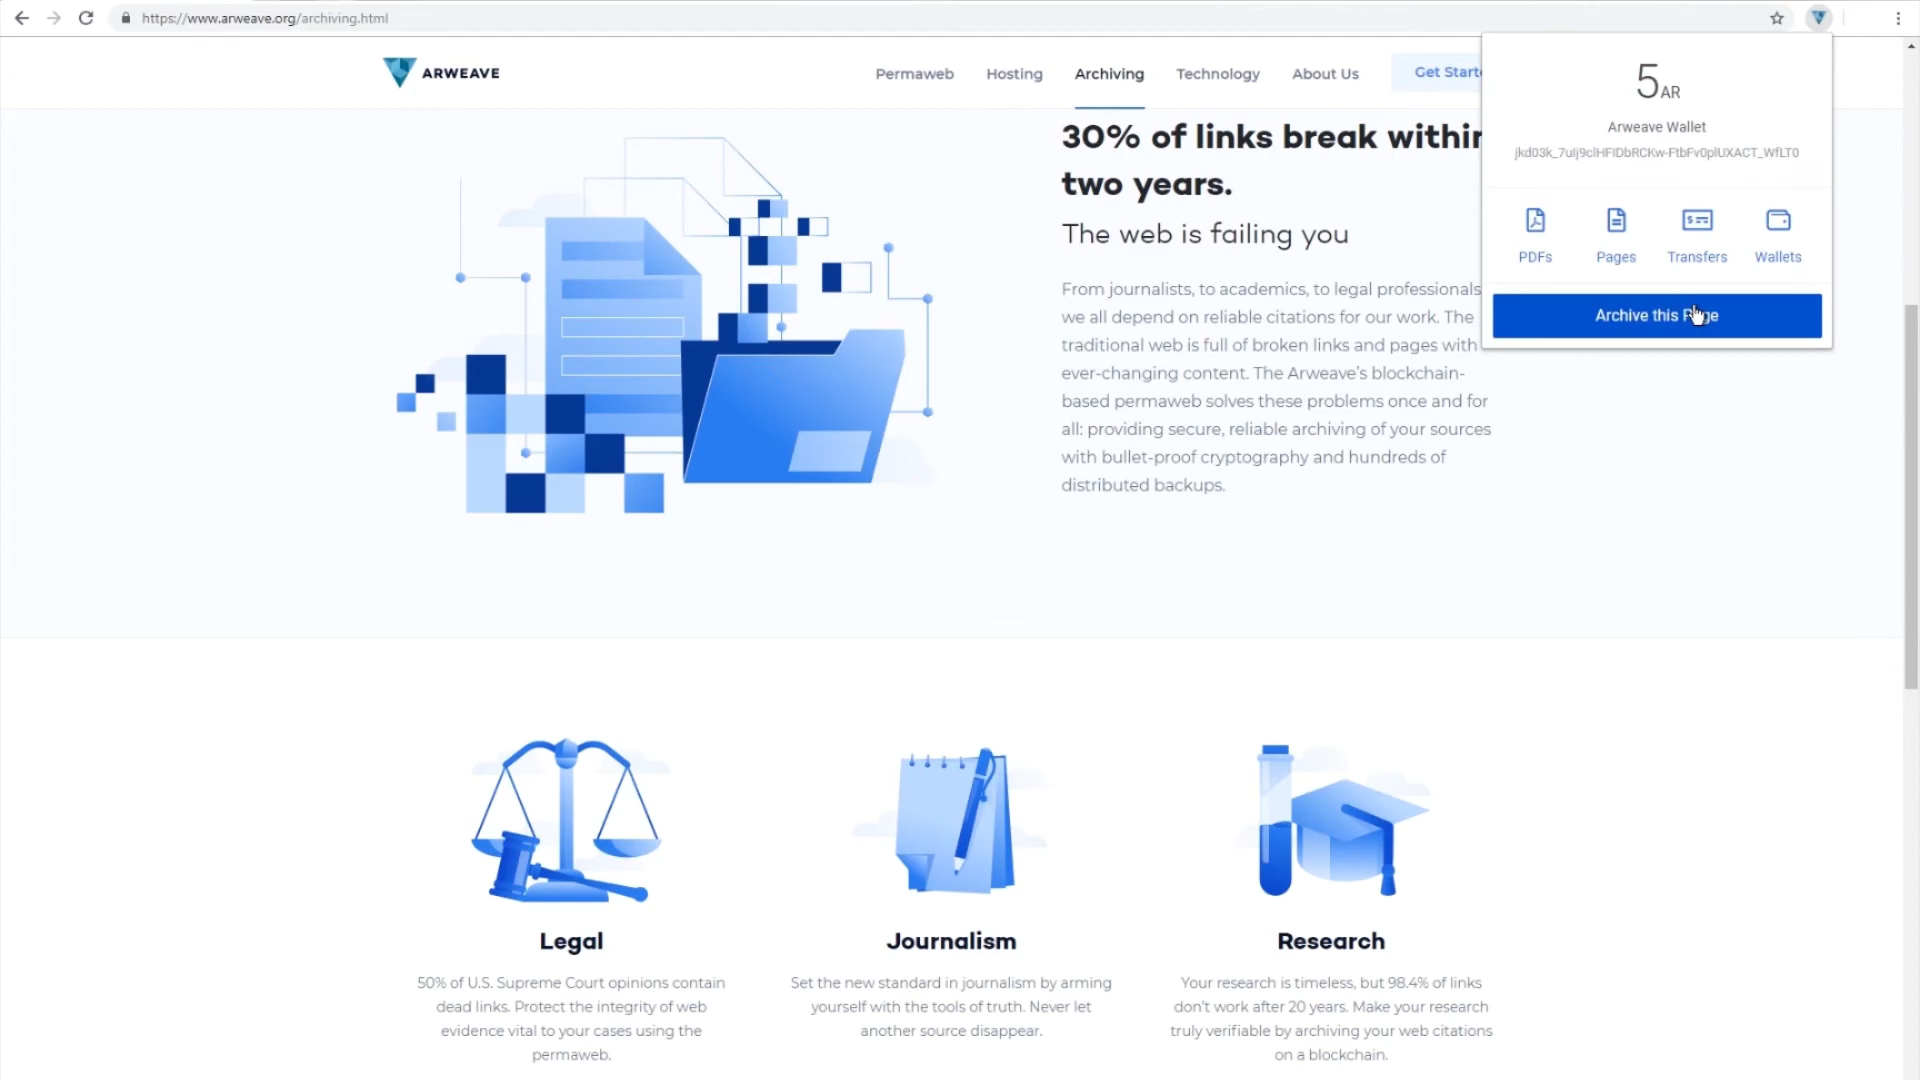 https://www.arweave.org/archiving.html
ARWEAVE
Permaweb
Hosting
Archiving
Technology
About Us
Get Starte
5 AR
Arweave Wallet
PDFs
Pages
Transfers
Wallets
Archive this
30% of links break within
two years.
The web is failing you
From journalists, to academics, to legal professionals
we all depend on reliable citations for our work. The
traditional web is full of broken links and pages with
ever-changing content. The Arweave's blockchain-
based permaweb solves these problems once and for
all: providing secure, reliable archiving of your sources
with bullet-proof cryptography and hundreds of
distributed backups.
Legal
50% of U.S. Supreme Court opinions contain
dead links. Protect the integrity of web
evidence vital to your cases using the
permaweb.
Journalism
Set the new standard in journalism by arming
yourself with the tools of truth. Never let
another source disappear.
Research
Your research is timeless, but 98.4% of links
don't work after 20 years. Make your research
truly verifiable by archiving your web citations
on a blockchain.